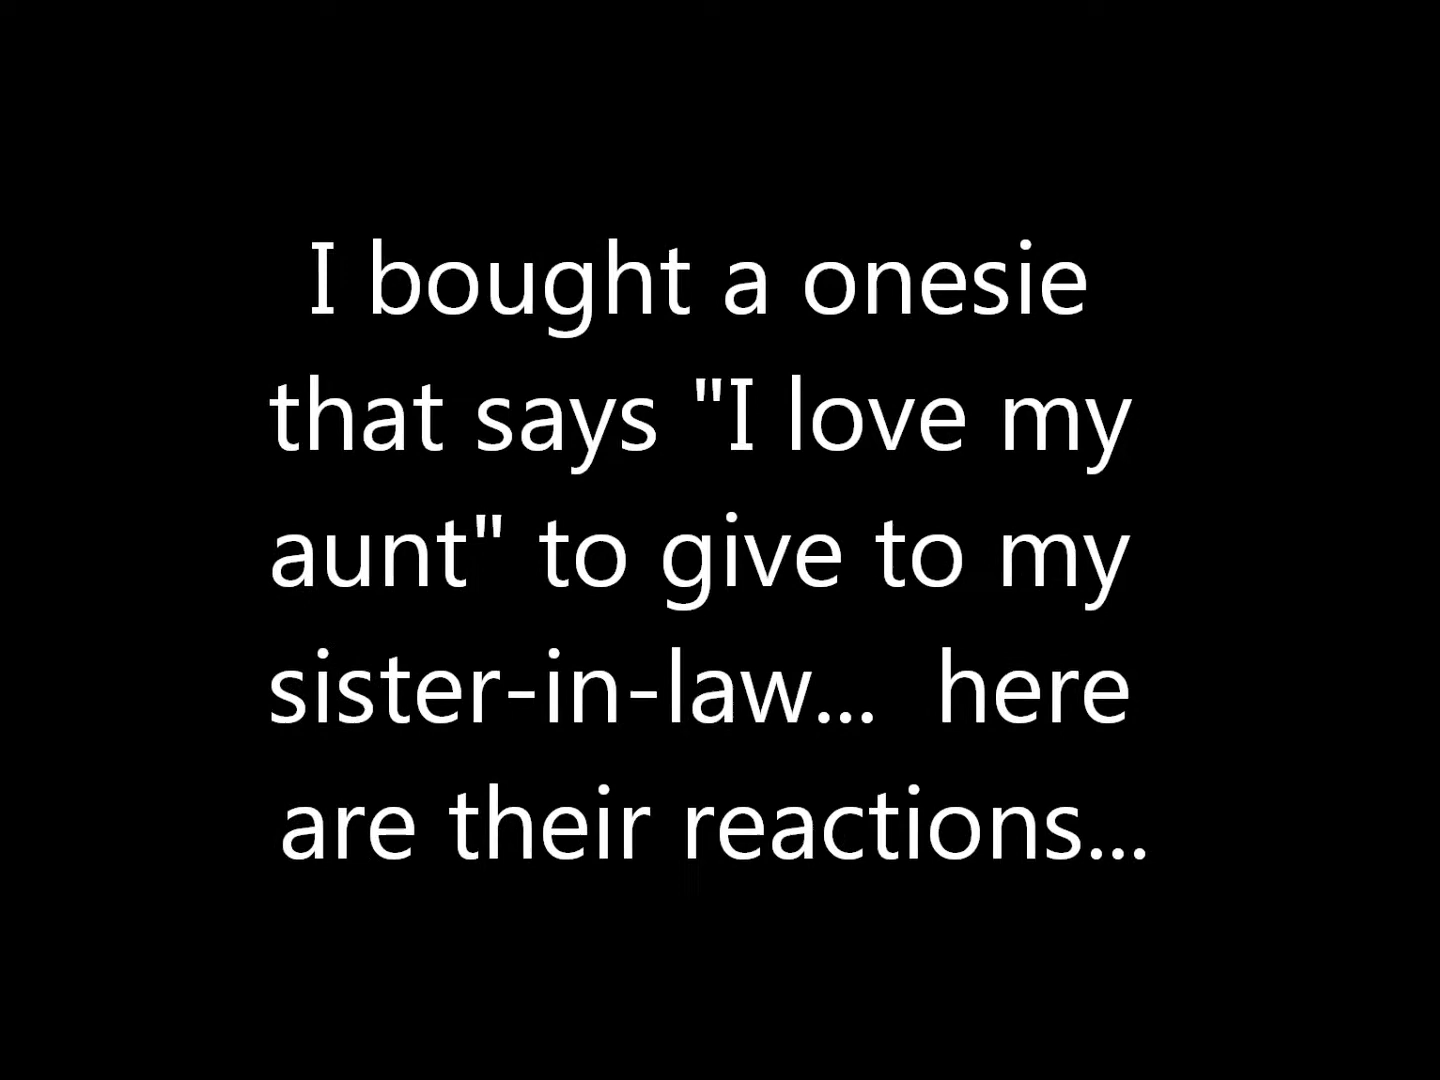 I bought a onesie
that says "I love my
aunt" to give to my
sister-in-law...  here
are their reactions...